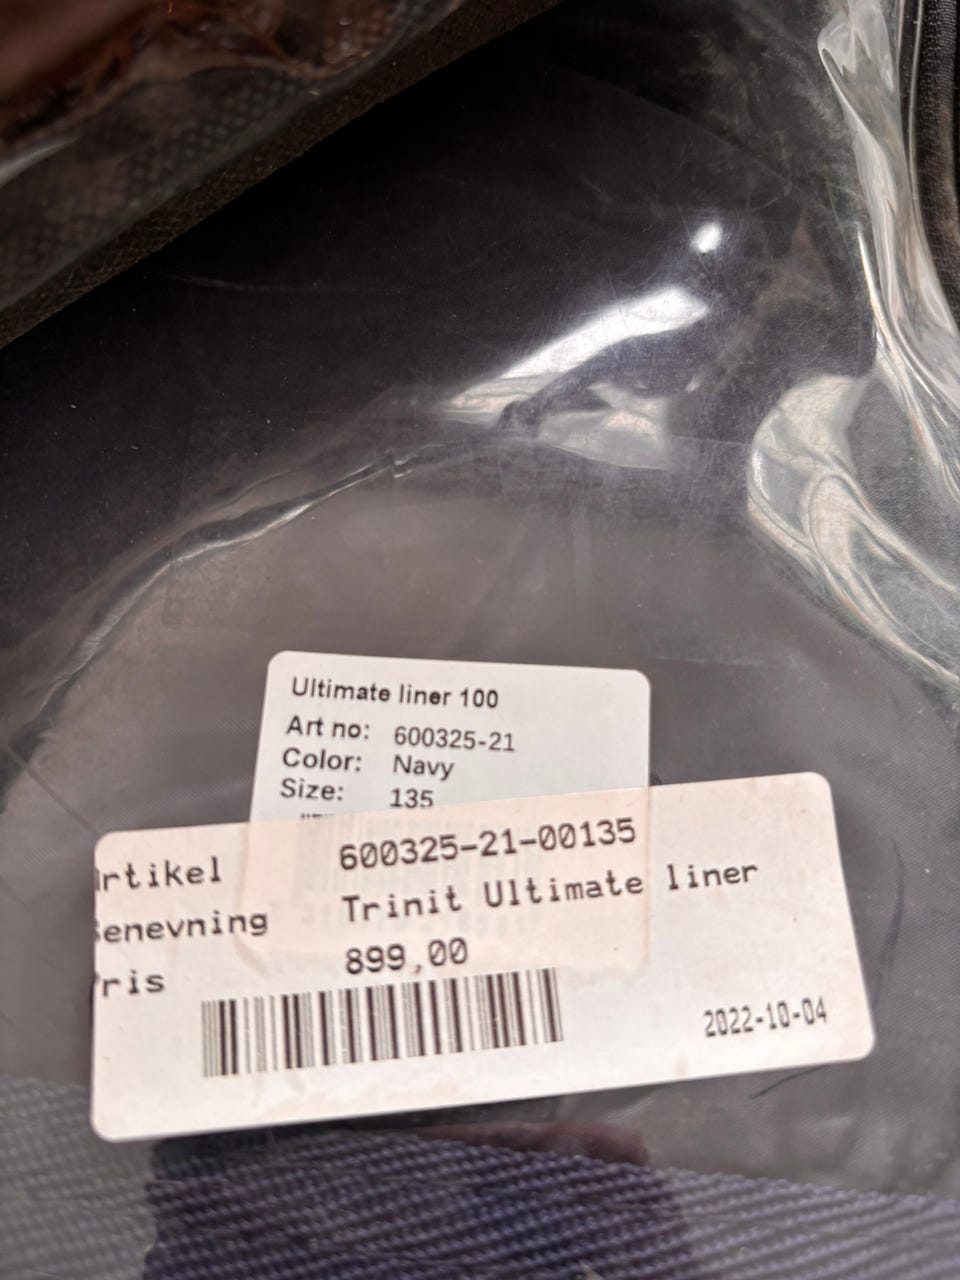 Ultimate liner 100
Art no: 600325-21
Color: Navy
Size: 135
rtikel 600325-21-00135
enevning Trinit Ultimate liner
ris 899,00
2022-10-04